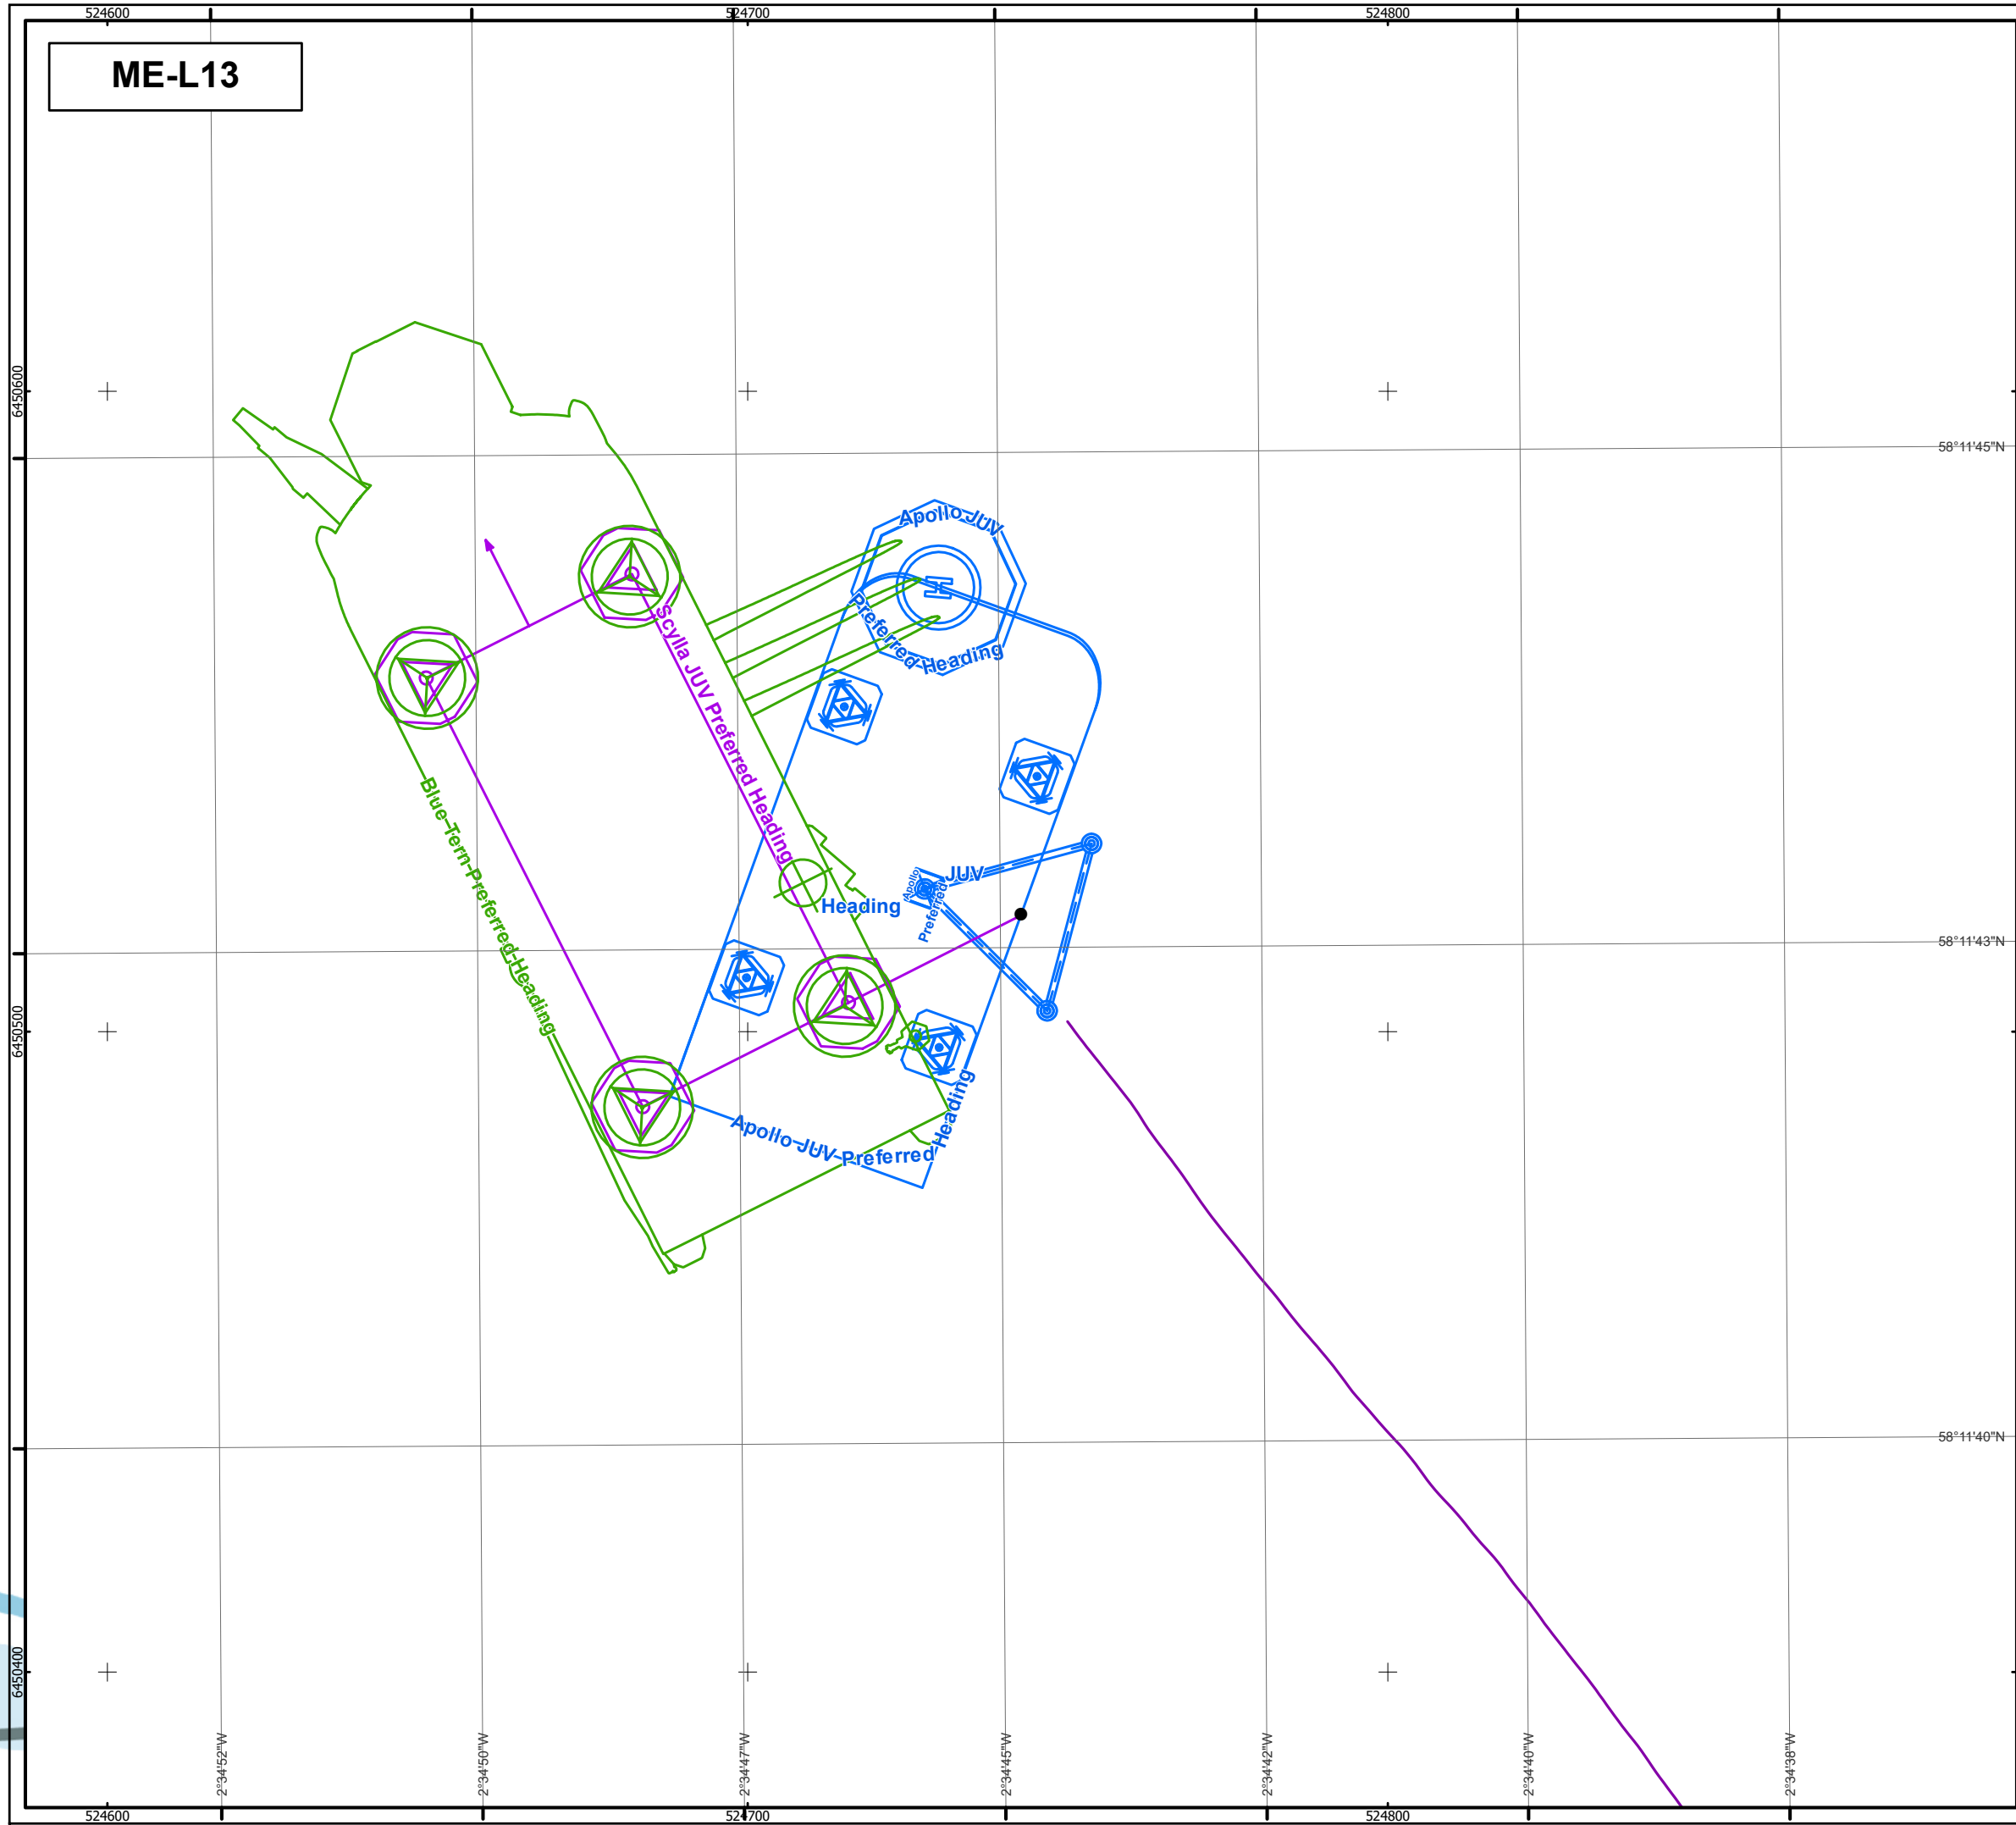 524600
524700
524800
ME-L13
6450600
58°11'45"N
Apollo JUV
Preferred Heading
Scylla JUV Preferred Heading
Blue Tern Preferred Heading
JUV
Apollo
Preferred
Heading
58°11'43"N
6450500
Apollo JUV Preferred Heading
58°11'40"N
6450400
2°34'52"W
2°34'50"W
2°34'47"W
2°34'45"W
2°34'42"W
2°34'40"W
2°34'38"W
524600
524700
524800